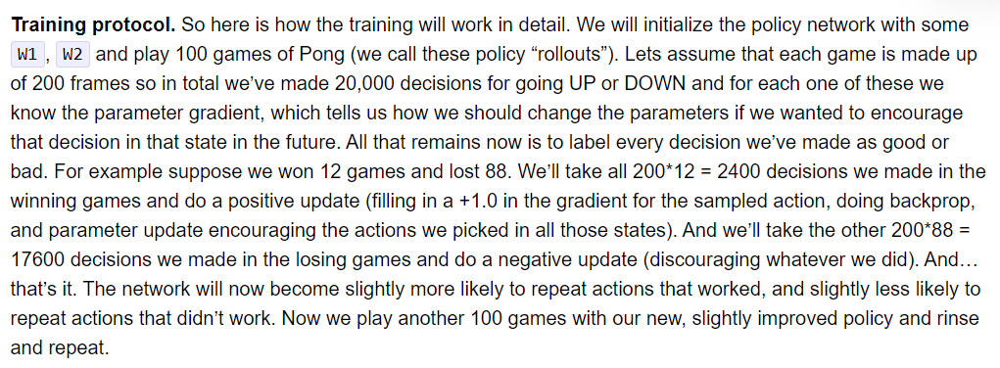 Training protocol. So here is how the training will work in detail. We will initialize the policy network with some
W1 , W2 and play 100 games of Pong (we call these policy “rollouts”). Lets assume that each game is made up
of 200 frames so in total we’ve made 20,000 decisions for going UP or DOWN and for each one of these we
know the parameter gradient, which tells us how we should change the parameters if we wanted to encourage
that decision in that state in the future. All that remains now is to label every decision we’ve made as good or
bad. For example suppose we won 12 games and lost 88. We’ll take all 200*12 = 2400 decisions we made in the
winning games and do a positive update (filling in a +1.0 in the gradient for the sampled action, doing backprop,
and parameter update encouraging the actions we picked in all those states). And we’ll take the other 200*88 =
17600 decisions we made in the losing games and do a negative update (discouraging whatever we did). And…
that’s it. The network will now become slightly more likely to repeat actions that worked, and slightly less likely to
repeat actions that didn’t work. Now we play another 100 games with our new, slightly improved policy and rinse
and repeat.